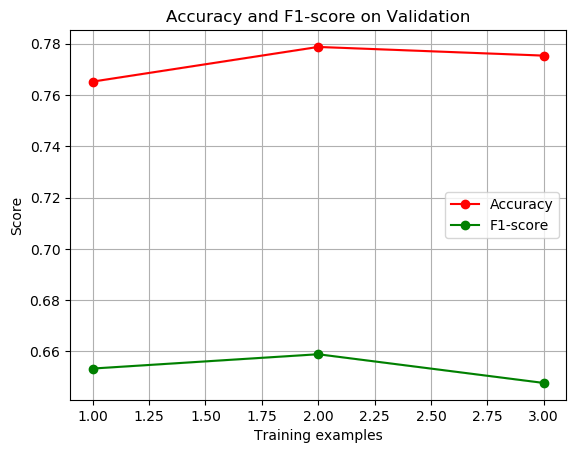 Accuracy and F1-score on Validation
0.78
0.76
0.74
0.72
0.70
0.68
0.66
Score
Accuracy
F1-score
1.00 1.25 1.50 1.75 2.00 2.25 2.50 2.75 3.00
Training examples